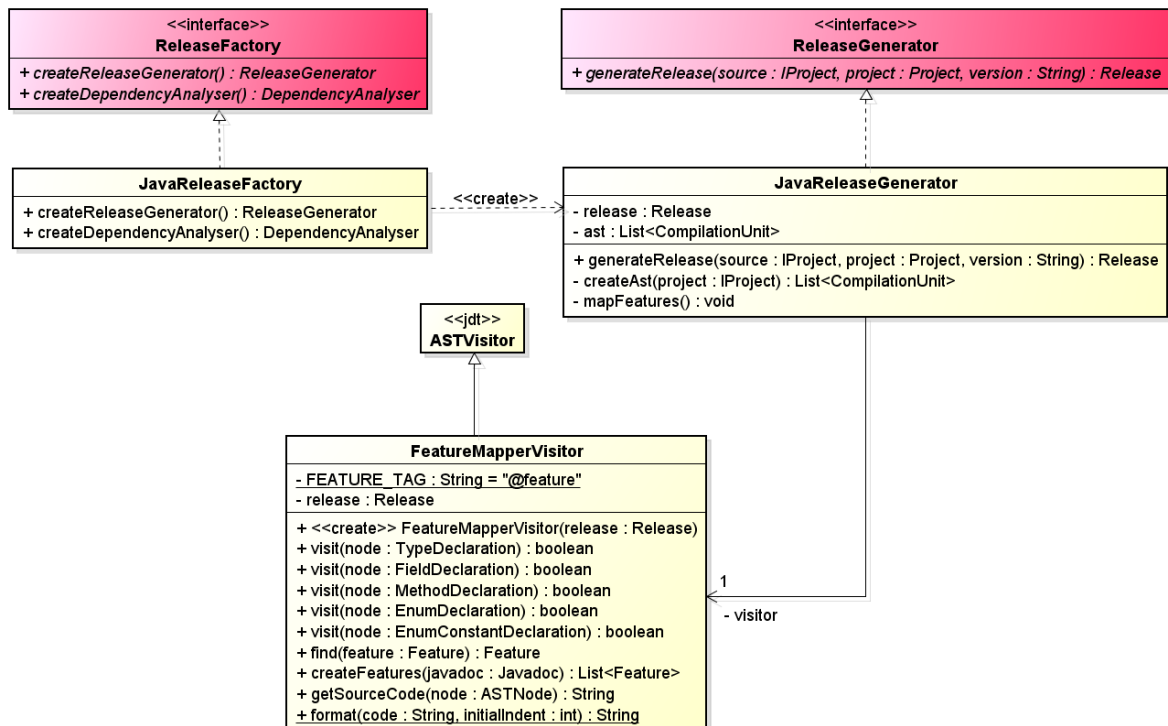 <<interface>>
ReleaseFactory
+ createReleaseGenerator() : ReleaseGenerator
+ createDependencyAnalyser() : DependencyAnalyser
<<interface>>
ReleaseGenerator
+ generateRelease(source : IProject, project : Project, version : String) : Release
JavaReleaseFactory
+ createReleaseGenerator() : ReleaseGenerator
+ createDependencyAnalyser() : DependencyAnalyser
<<create>>
JavaReleaseGenerator
- release : Release
- ast : List<CompilationUnit>
+ generateRelease(source : IProject, project : Project, version : String) : Release
- createAst(project : IProject) : List<CompilationUnit>
- mapFeatures() : void
<<jdt>>
ASTVisitor
FeatureMapperVisitor
- FEATURE_TAG : String = "@feature"
- release : Release
+ <<create>> FeatureMapperVisitor(release : Release)
+ visit(node : TypeDeclaration) : boolean
+ visit(node : FieldDeclaration) : boolean
+ visit(node : MethodDeclaration) : boolean
+ visit(node : EnumDeclaration) : boolean
+ visit(node : EnumConstantDeclaration) : boolean
+ find(feature : Feature) : Feature
+ createFeatures(javadoc : Javadoc) : List<Feature>
+ getSourceCode(node : ASTNode) : String
+ format(code : String, initialIndent : int) : String
1
- visitor